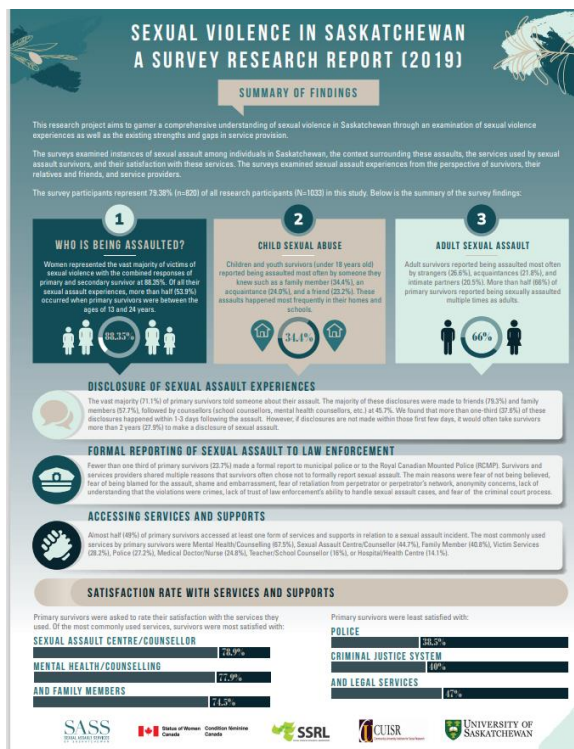 SEXUAL VIOLENCE IN SASKATCHEWAN
A SURVEY RESEARCH REPORT (2019)
SUMMARY OF FINDINGS
This research project aims to garner a comprehensive understanding of sexual violence in Saskatchewan through an examination of sexual violence
experiences as well as the existing strengths and gaps in service provision.
The surveys examined instances of sexual assault among individuals in Saskatchewan, the context surrounding these assaults, the services used by sexual
assault survivors, and their satisfaction with these services. The surveys examined sexual assault experiences from the perspective of survivors, their
relatives and friends, and service providers.
The survey participants represent 79.38% (n=820) of all research participants (N=1033) in this study. Below is the summary of the survey findings:
1
WHO IS BEING ASSAULTED?
Women represented the vast majority of victims of
sexual violence with the combined responses of
primary and secondary survivor at 88.35%. Of all their
sexual assault experiences, more than half (53.9%)
occurred when primary survivors were between the
ages of 13 and 24 years.
88.35%
2
CHILD SEXUAL ABUSE
Children and youth survivors (under 18 years old)
reported being assaulted most often by someone they
knew such as a family member (34.4%), an
acquaintance (24.0%), and a friend (23.2%). These
assaults happened most frequently in their homes and
schools.
34.4%
3
ADULT SEXUAL ASSAULT
Adult survivors reported being assaulted most often
by strangers (26.6%), acquaintances (21.8%), and
intimate partners (20.5%). More than half (66%) of
primary survivors reported being sexually assaulted
multiple times as adults.
66%
DISCLOSURE OF SEXUAL ASSAULT EXPERIENCES
The vast majority (71.1%) of primary survivors told someone about their assault. The majority of these disclosures were made to friends (79.3%) and family
members (57.7%), followed by counsellors (school counsellors, mental health counsellors, etc.) at 45.7%. We found that more than one-third (37.8%) of these
disclosures happened within 1-3 days following the assault. However, if disclosures are not made within those first few days, it would often take survivors
more than 2 years (27.9%) to make a disclosure of sexual assault.
FORMAL REPORTING OF SEXUAL ASSAULT TO LAW ENFORCEMENT
Fewer than one third of primary survivors (23.7%) made a formal report to municipal police or to the Royal Canadian Mounted Police (RCMP). Survivors and
services providers shared multiple reasons that survivors often chose not to formally report sexual assault. The main reasons were fear of not being believed,
fear of being blamed for the assault, shame and embarrassment, fear of retaliation from perpetrator or perpetrator's network, anonymity concerns, lack of
understanding that the violations were crimes, lack of trust of law enforcement's ability to handle sexual assault cases, and fear of the criminal court process.
ACCESSING SERVICES AND SUPPORTS
Almost half (49%) of primary survivors accessed at least one form of services and supports in relation to a sexual assault incident. The most commonly used
services by primary survivors were Mental Health/Counselling (67.5%), Sexual Assault Centre/Counsellor (44.7%), Family Member (40.8%), Victim Services
(28.2%), Police (27.2%), Medical Doctor/Nurse (24.8%), Teacher/School Counsellor (16%), or Hospital/Health Centre (14.1%).
SATISFACTION RATE WITH SERVICES AND SUPPORTS
Primary survivors were asked to rate their satisfaction with the services they
used. Of the most commonly used services, survivors were most satisfied with:
SEXUAL ASSAULT CENTRE/COUNSELLOR
78.9%
MENTAL HEALTH/COUNSELLING
77.9%
AND FAMILY MEMBERS
74.5%
Primary survivors were least satisfied with:
POLICE
38.5%
CRIMINAL JUSTICE SYSTEM
40%
AND LEGAL SERVICES
47%
SASS
SEXUAL ASSAULT SERVICES
OF SASKATCHEWAN
Status of Women Condition féminine
Canada Canada
SSRL
CUISR
UNIVERSITY OF
SASKATCHEWAN